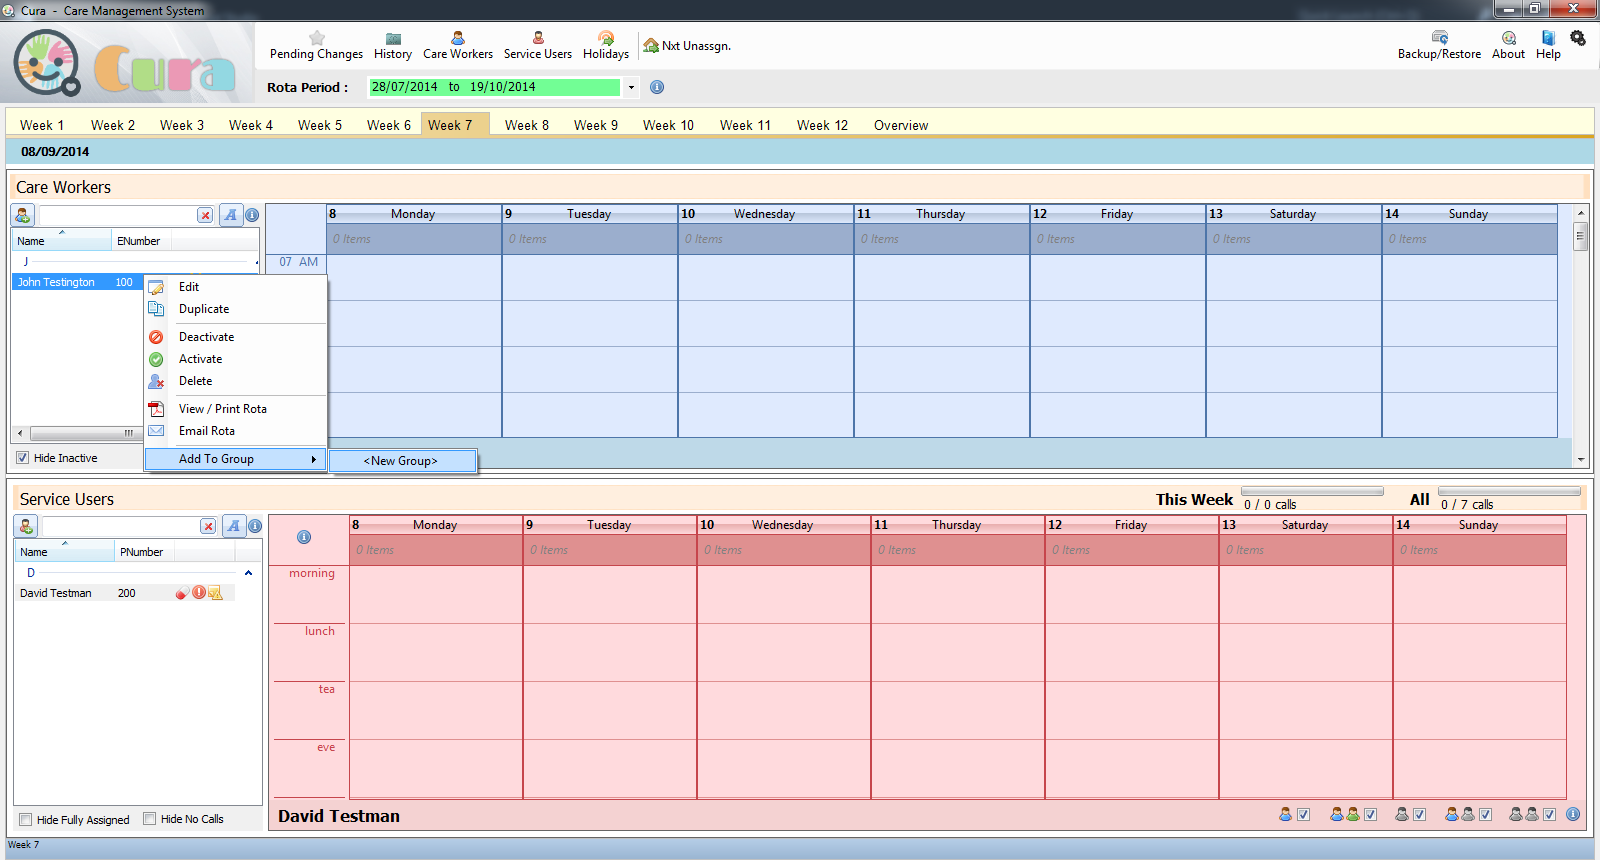 Cura - Care Management System
Cura
Pending Changes History Care Workers Service Users Holidays Nxt Unassgn. Backup/Restore About Help
Rota Period : 28/07/2014 to 19/10/2014
Week 1 Week 2 Week 3 Week 4 Week 5 Week 6 Week 7 Week 8 Week 9 Week 10 Week 11 Week 12 Overview
08/09/2014
Care Workers
A
8 Monday 9 Tuesday 10 Wednesday 11 Thursday 12 Friday 13 Saturday 14 Sunday
Name ENumber
0 Items 0 Items 0 Items 0 Items 0 Items 0 Items 0 Items
J
07 AM
John Testington 100
Edit
Duplicate
Deactivate
Activate
Delete
View / Print Rota
Email Rota
Add To Group
<New Group>
Hide Inactive
Service Users
This Week 0 / 0 calls All 0 / 7 calls
A
8 Monday 9 Tuesday 10 Wednesday 11 Thursday 12 Friday 13 Saturday 14 Sunday
Name PNumber
0 Items 0 Items 0 Items 0 Items 0 Items 0 Items 0 Items
D
David Testman 200
morning
lunch
tea
eve
Hide Fully Assigned Hide No Calls
David Testman
Week 7